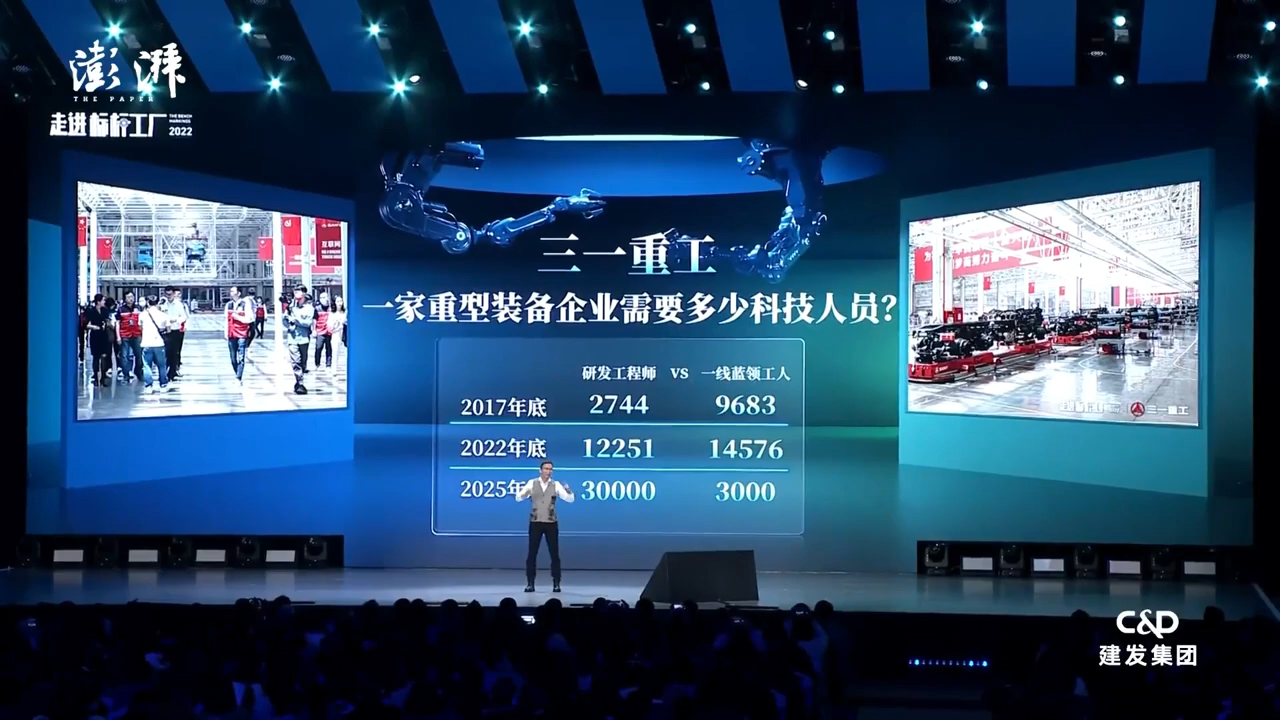 澎湃
THE PAPER
走进标杆工厂
THE BENCH
MARKINGS
2022
三一重工
一家重型装备企业需要多少科技人员?
研发工程师 VS 一线蓝领工人
2017年底 2744 9683
2022年底 12251 14576
2025年 30000 3000
互联网
三一重工
C&D
建发集团